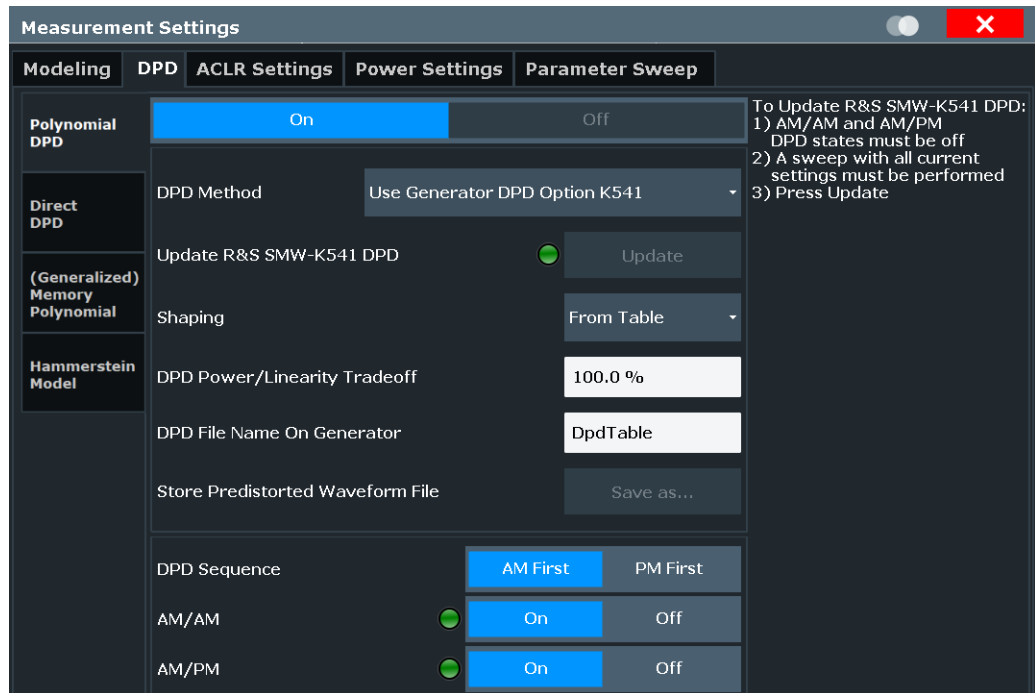 Measurement Settings
Modeling DPD ACLR Settings Power Settings Parameter Sweep
Polynomial
DPD
Direct
DPD
(Generalized)
Memory
Polynomial
Hammerstein
Model
On Off
DPD Method Use Generator DPD Option K541
Update R&S SMW-K541 DPD Update
Shaping From Table
DPD Power/Linearity Tradeoff 100.0 %
DPD File Name On Generator DpdTable
Store Predistorted Waveform File Save as...
DPD Sequence AM First PM First
AM/AM On Off
AM/PM On Off
To Update R&S SMW-K541 DPD:
1) AM/AM and AM/PM
DPD states must be off
2) A sweep with all current
settings must be performed
3) Press Update